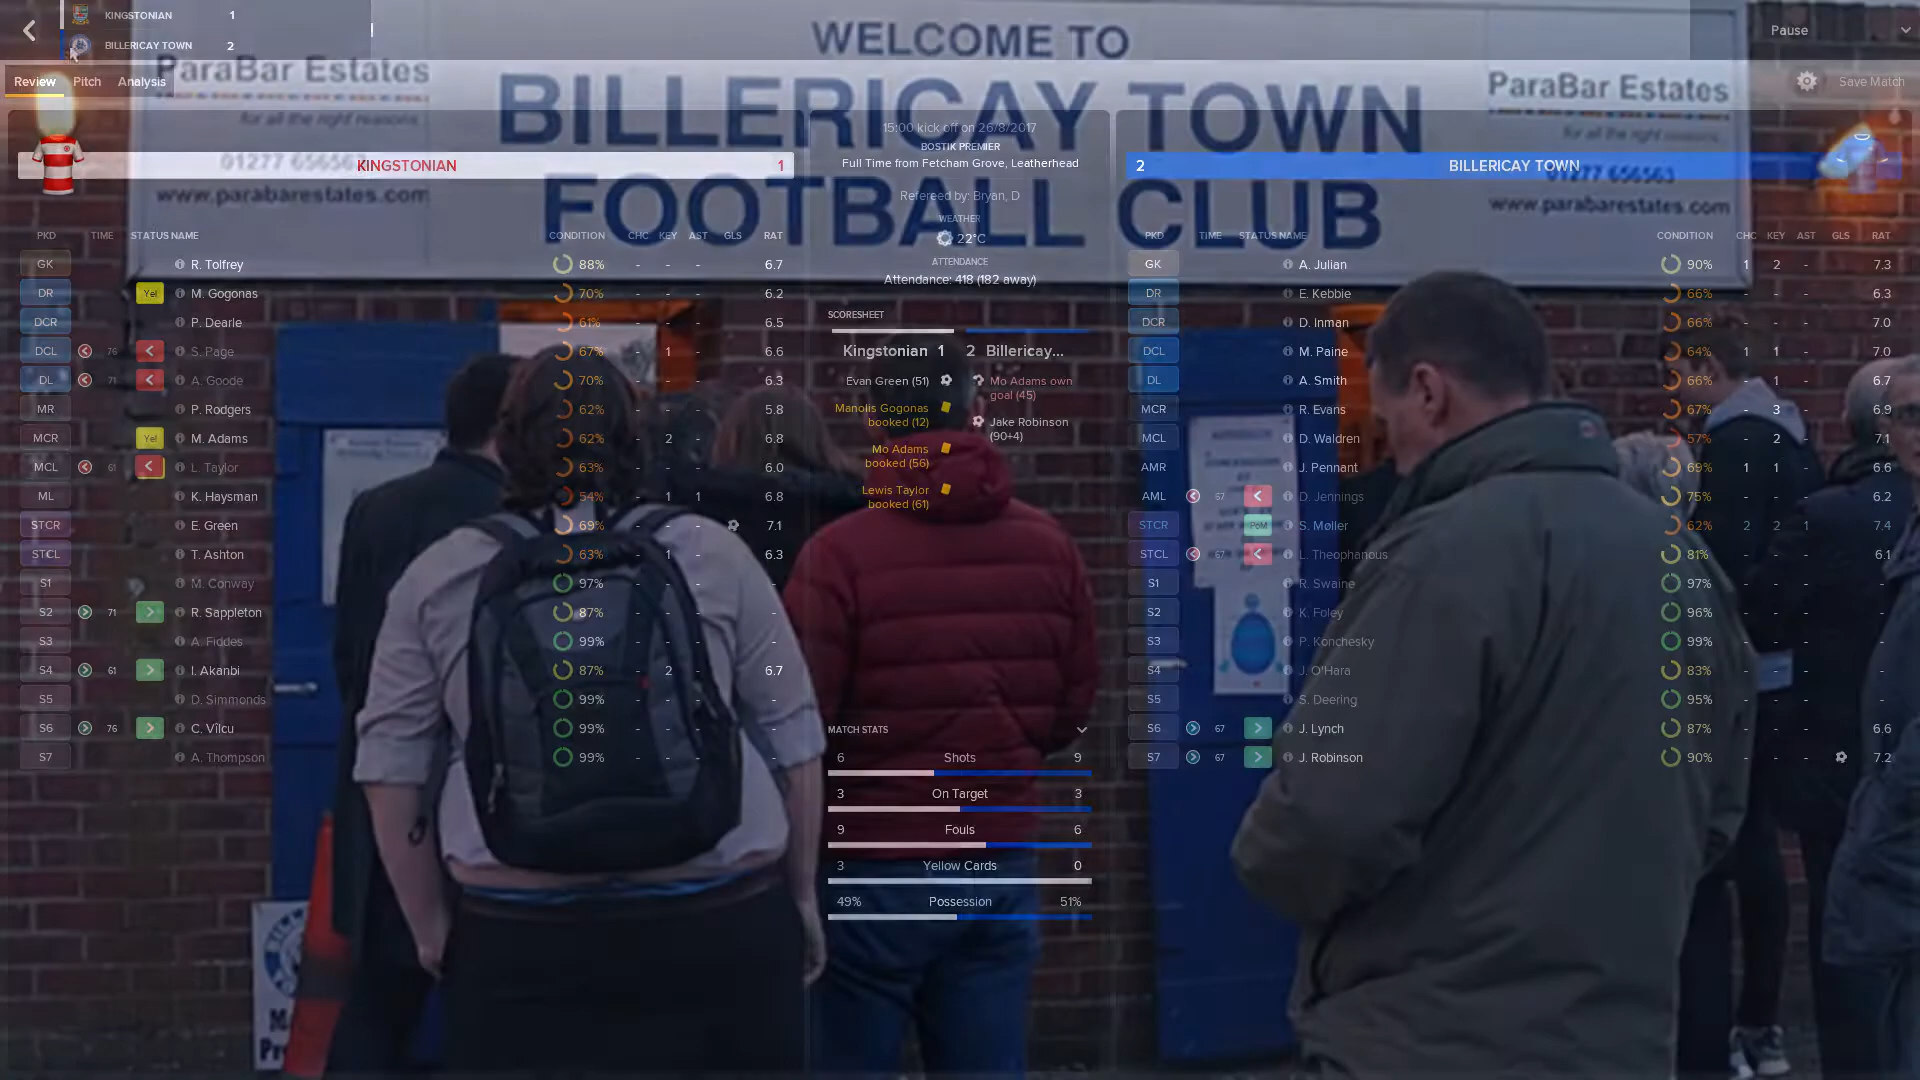 KINGSTONIAN 1
BILLERICAY TOWN 2
Pause
Review Pitch Analysis
Save Match
WELCOME TO
BILLERICAY TOWN
FOOTBALL CLUB
ParaBar Estates
for all the right reasons
www.parabarestates.com
ParaBar Estates
for all the right reasons
01277 656563
www.parabarestates.com
KINGSTONIAN 1
PKD TIME STATUS NAME CONDITION CHC KEY AST GLS RAT
GK R. Tolfrey 88% - - - 6.7
DR Yel M. Gogonas 70% - - - 6.2
DCR P. Dearle 61% - - - 6.5
DCL 76 S. Page 67% - 1 - 6.6
DL 71 A. Goode 70% - - - 6.3
MR P. Rodgers 62% - - - 5.8
MCR Yel M. Adams 62% - 2 - 6.8
MCL 61 L. Taylor 63% - - - 6.0
ML K. Haysman 54% - 1 1 6.8
STCR E. Green 69% - - - 7.1
STCL T. Ashton 63% - 1 - 6.3
S1 M. Conway 97% - - - -
S2 71 R. Sappleton 87% - - - -
S3 A. Fiddes 99% - - - -
S4 61 I. Akanbi 87% - 2 - 6.7
S5 D. Simmonds 99% - - - -
S6 76 C. Vîlcu 99% - - - -
S7 A. Thompson 99% - - - -
15:00 kick off on 26/8/2017
BOSTIK PREMIER
Full Time from Fetcham Grove, Leatherhead
Refereed by: Bryan, D
WEATHER
22°C
ATTENDANCE
Attendance: 418 (182 away)
SCORESHEET
Kingstonian 1 2 Billericay...
Evan Green (51)
Manolis Gogonas
booked (12)
Mo Adams
booked (56)
Lewis Taylor
booked (61)
Mo Adams own
goal (45)
Jake Robinson
(90+4)
MATCH STATS
6 Shots 9
3 On Target 3
9 Fouls 6
3 Yellow Cards 0
49% Possession 51%
2 BILLERICAY TOWN
PKD TIME STATUS NAME CONDITION CHC KEY AST GLS RAT
GK A. Julian 90% 1 2 - 7.3
DR E. Kebbie 66% - - - 6.3
DCR D. Inman 66% - - - 7.0
DCL M. Paine 64% 1 1 - 7.0
DL A. Smith 66% - 1 - 6.7
MCR R. Evans 67% - 3 - 6.9
MCL D. Waldren 57% - 2 - 7.1
AMR J. Pennant 69% 1 1 - 6.6
AML 67 D. Jennings 75% - - - 6.2
STCR PoM S. Møller 62% 2 2 1 7.4
STCL 67 L. Theophanous 81% - - - 6.1
S1 R. Swaine 97% - - - -
S2 K. Foley 96% - - - -
S3 P. Konchesky 99% - - - -
S4 J. O'Hara 83% - - - -
S5 S. Deering 95% - - - -
S6 67 J. Lynch 87% - - - 6.6
S7 67 J. Robinson 90% - - - 7.2